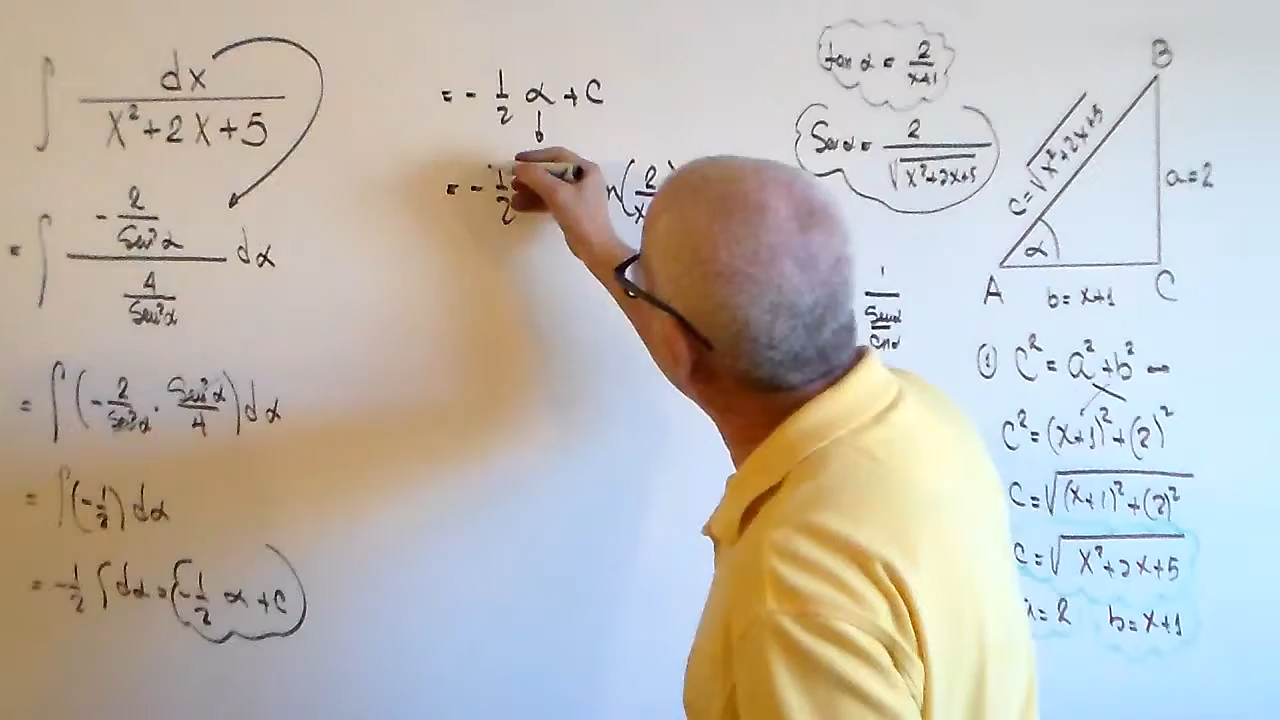 ∫ dx / (x²+2x+5)
= ∫ (-2/Sen²α) / (4/Sen²α) dα
= ∫(-2/Sen²α · Sen²α/4)dα
= ∫(-1/2)dα
= -1/2 ∫dα = (-1/2 α + C
= - 1/2 α + C
= - 1/2 n(2/x
tan α = 2/(x+1)
Sen α = 2/√(x²+2x+5)
1/(Senα/Cosα)
B
c=√(x²+2x+5)
a=2
α
A
C
b=x+1
① C² = a²+b²
C²=(x+1)²+(2)²
C=√((x+1)²+(2)²)
C=√(x²+2x+5)
=2 b=x+1